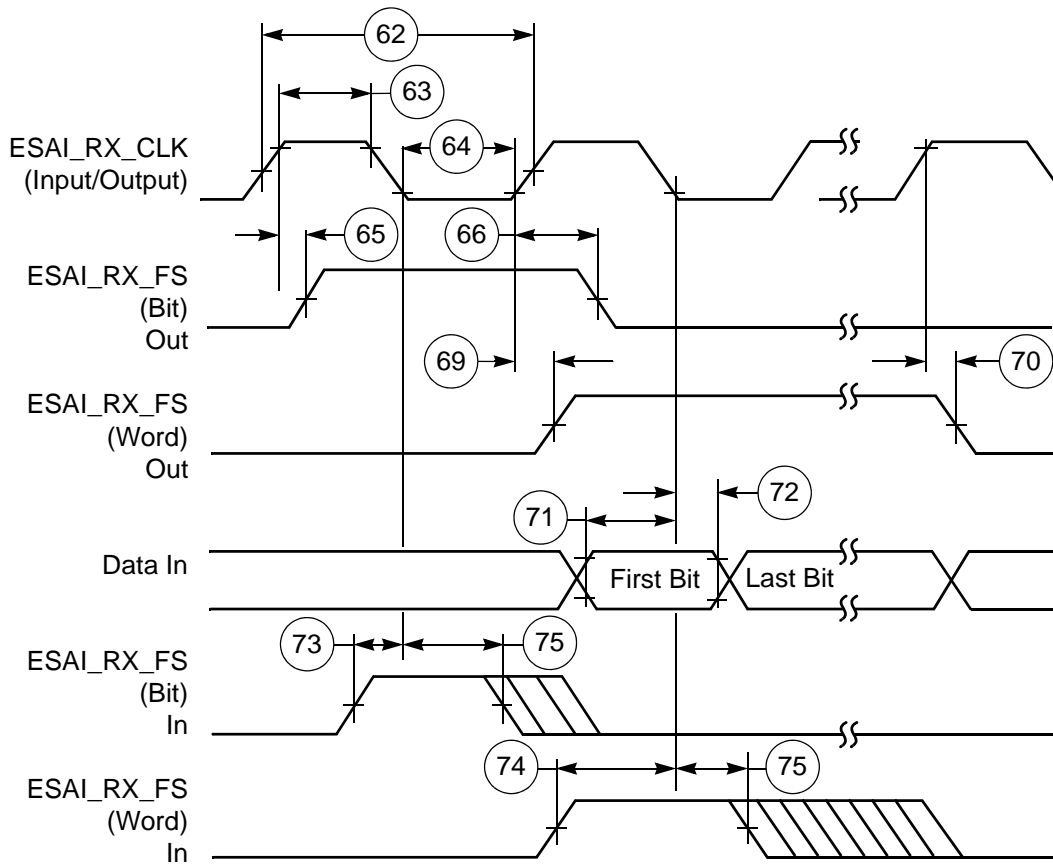 62
63
ESAI_RX_CLK
(Input/Output)
64
65
66
ESAI_RX_FS
(Bit)
Out
69
70
ESAI_RX_FS
(Word)
Out
72
71
Data In
First Bit
Last Bit
73
75
ESAI_RX_FS
(Bit)
In
74
75
ESAI_RX_FS
(Word)
In